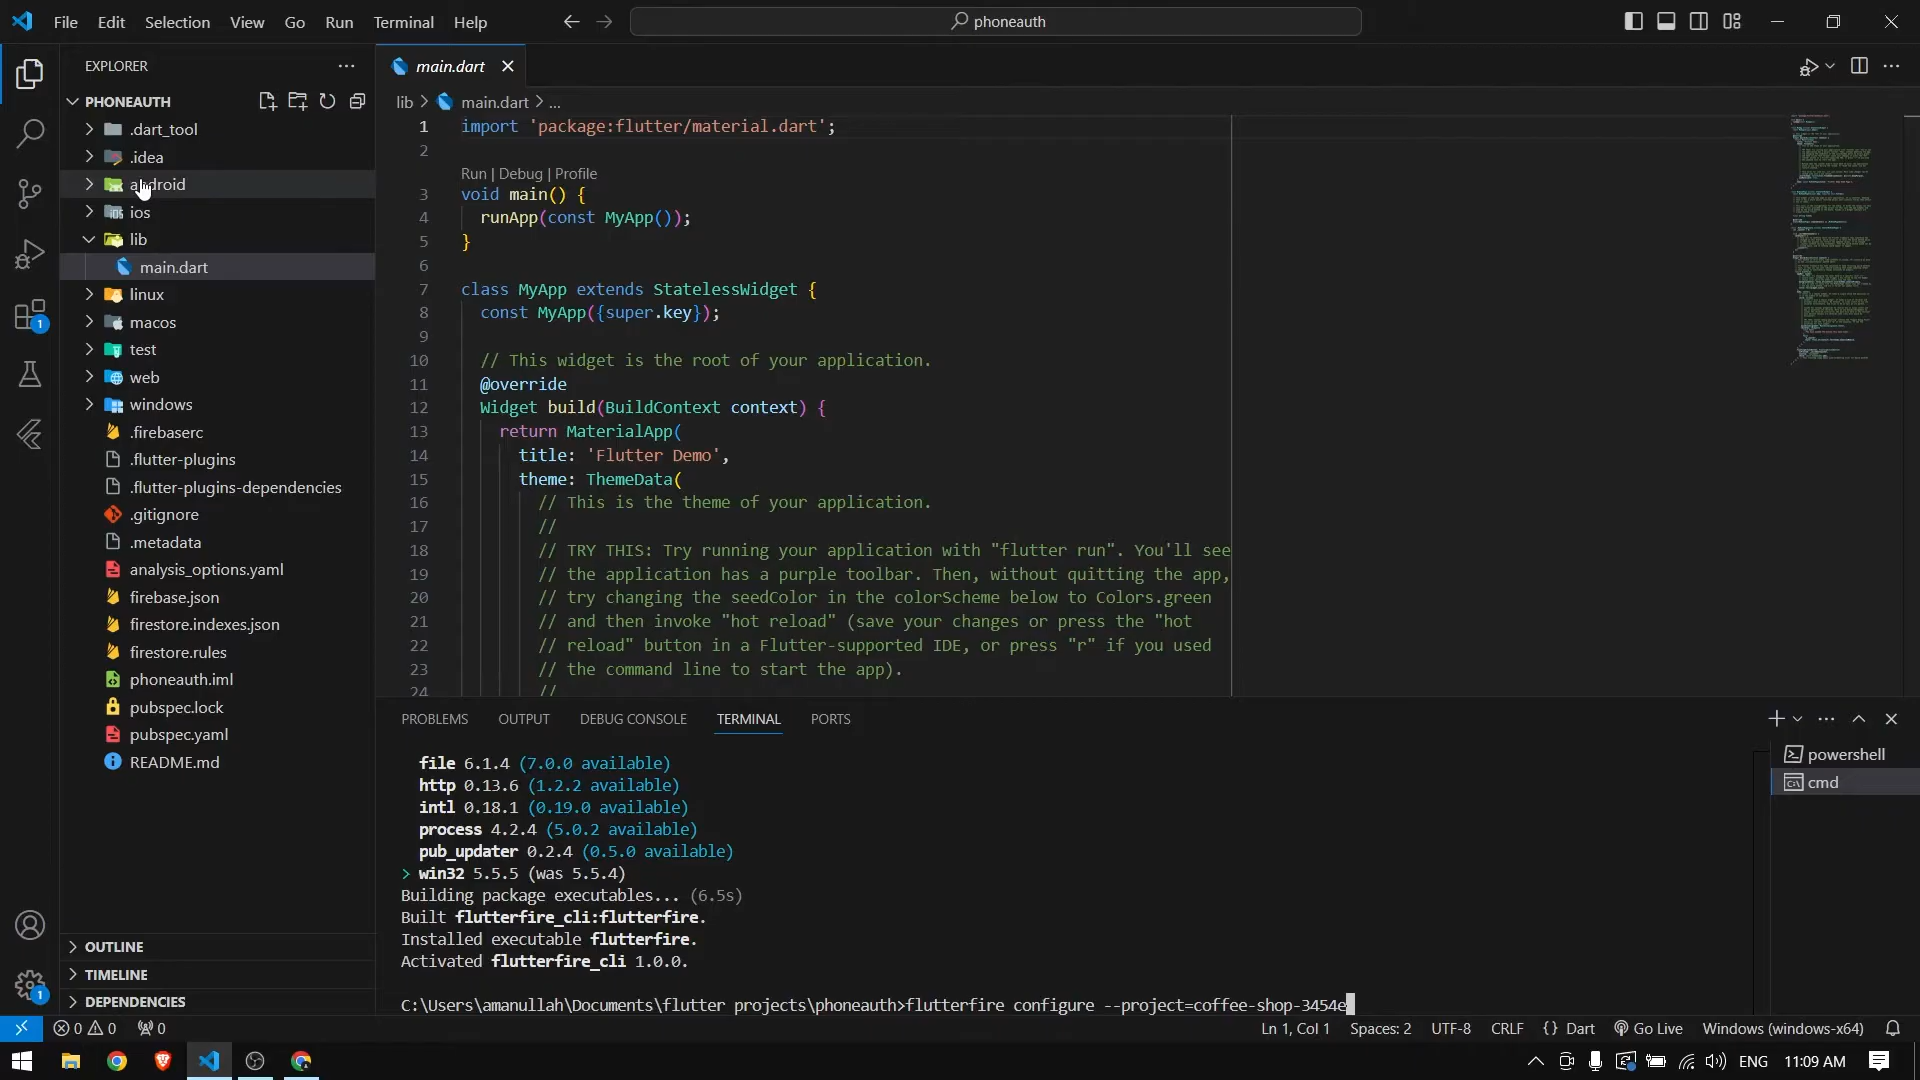 File Edit Selection View Go Run Terminal Help
phoneauth
EXPLORER
PHONEAUTH
.dart_tool
.idea
android
ios
lib
main.dart
linux
macos
test
web
windows
.firebaserc
.flutter-plugins
.flutter-plugins-dependencies
.gitignore
.metadata
analysis_options.yaml
firebase.json
firestore.indexes.json
firestore.rules
phoneauth.iml
pubspec.lock
pubspec.yaml
README.md
OUTLINE
TIMELINE
DEPENDENCIES
1
1
main.dart
lib > main.dart > ...
1 import 'package:flutter/material.dart';
2
Run | Debug | Profile
3 void main() {
4 runApp(const MyApp());
5 }
6
7 class MyApp extends StatelessWidget {
8 const MyApp({super.key});
9
10 // This widget is the root of your application.
11 @override
12 Widget build(BuildContext context) {
13 return MaterialApp(
14 title: 'Flutter Demo',
15 theme: ThemeData(
16 // This is the theme of your application.
17 //
18 // TRY THIS: Try running your application with "flutter run". You'll see
19 // the application has a purple toolbar. Then, without quitting the app,
20 // try changing the seedColor in the colorScheme below to Colors.green
21 // and then invoke "hot reload" (save your changes or press the "hot
22 // reload" button in a Flutter-supported IDE, or press "r" if you used
23 // the command line to start the app).
24 //
PROBLEMS OUTPUT DEBUG CONSOLE TERMINAL PORTS
file 6.1.4 (7.0.0 available)
http 0.13.6 (1.2.2 available)
intl 0.18.1 (0.19.0 available)
process 4.2.4 (5.0.2 available)
pub_updater 0.2.4 (0.5.0 available)
> win32 5.5.5 (was 5.5.4)
Building package executables... (6.5s)
Built flutterfire_cli:flutterfire.
Installed executable flutterfire.
Activated flutterfire_cli 1.0.0.
C:\Users\amanullah\Documents\flutter projects\phoneauth>flutterfire configure --project=coffee-shop-3454e
powershell
cmd
0 0 0
Ln 1, Col 1 Spaces: 2 UTF-8 CRLF {} Dart Go Live Windows (windows-x64)
ENG 11:09 AM